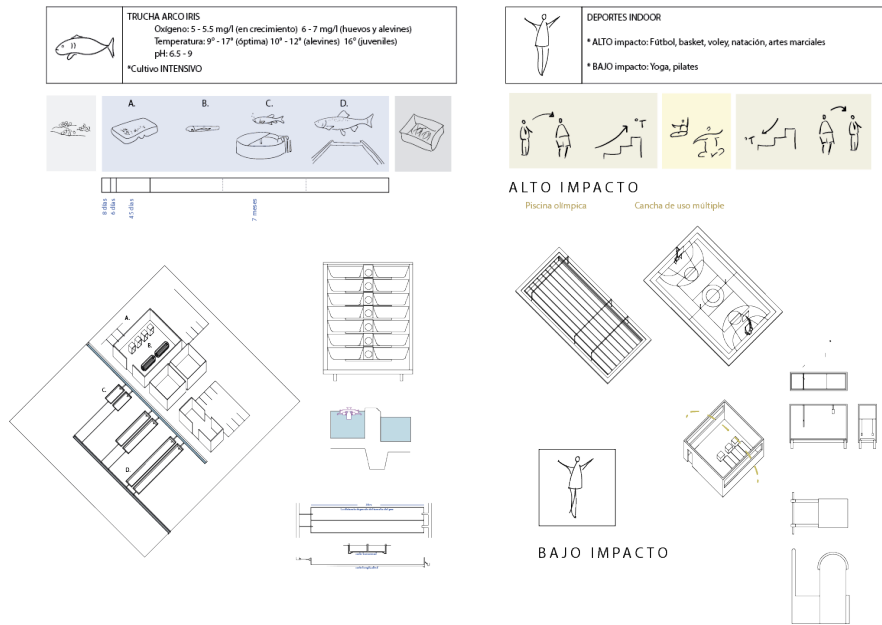 TRUCHA ARCO IRIS
Oxígeno: 5 - 5.5 mg/l (en crecimiento)  6 - 7 mg/l (huevos y alevines)
Temperatura: 9° - 17° (óptima) 10° - 12° (alevines)  16° (juveniles)
pH: 6.5 - 9
*Cultivo INTENSIVO
A.
B.
C.
D.
8 días
6 días
45 días
7 meses
A.
B.
C.
D.
DEPORTES INDOOR
* ALTO impacto: Fútbol, basket, voley, natación, artes marciales
* BAJO impacto: Yoga, pilates
°T
°T
ALTO IMPACTO
Piscina olímpica
Cancha de uso múltiple
BAJO IMPACTO